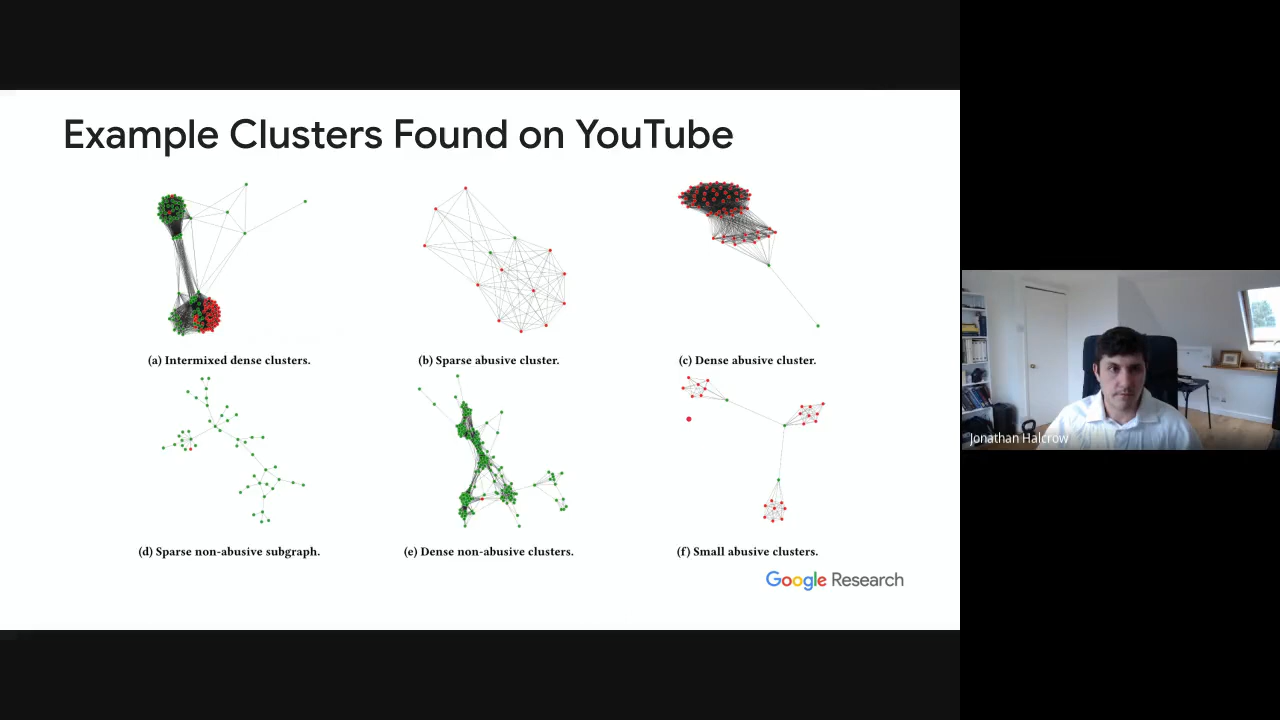 Example Clusters Found on YouTube
(a) Intermixed dense clusters.
(b) Sparse abusive cluster.
(c) Dense abusive cluster.
(d) Sparse non-abusive subgraph.
(e) Dense non-abusive clusters.
(f) Small abusive clusters.
Google Research
Jonathan Halcrow